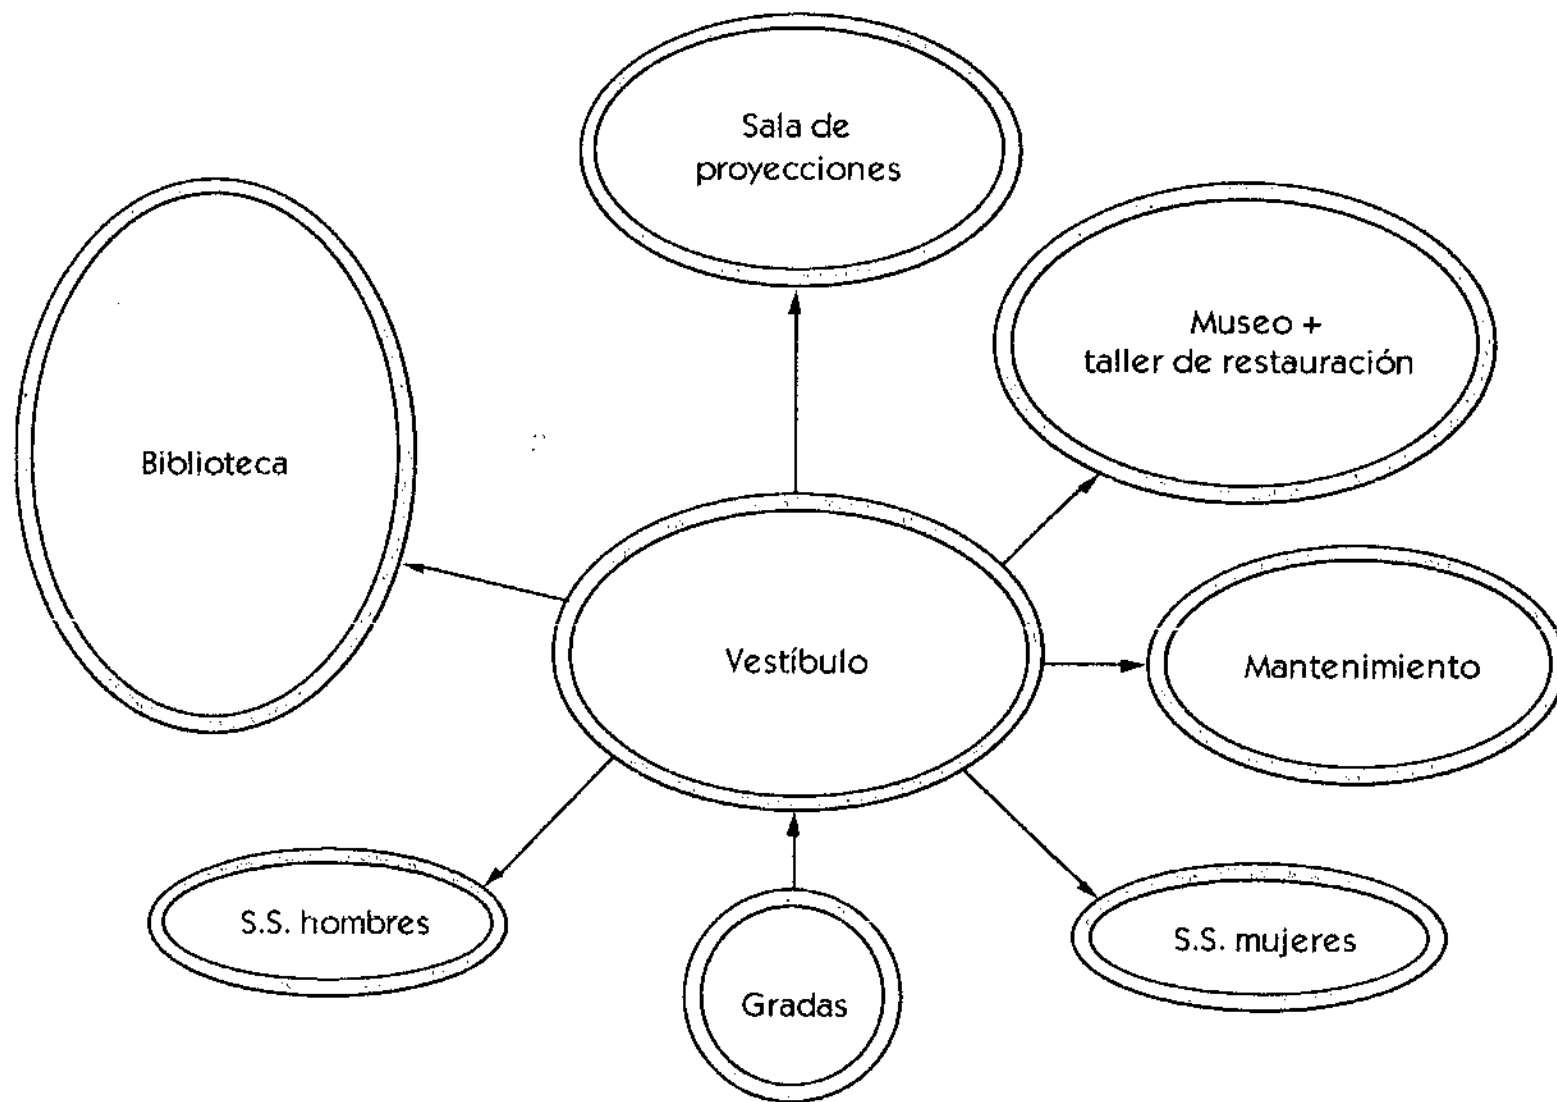 Sala de
proyecciones
Museo +
taller de restauración
Biblioteca
Vestíbulo
Mantenimiento
S.S. hombres
S.S. mujeres
Gradas